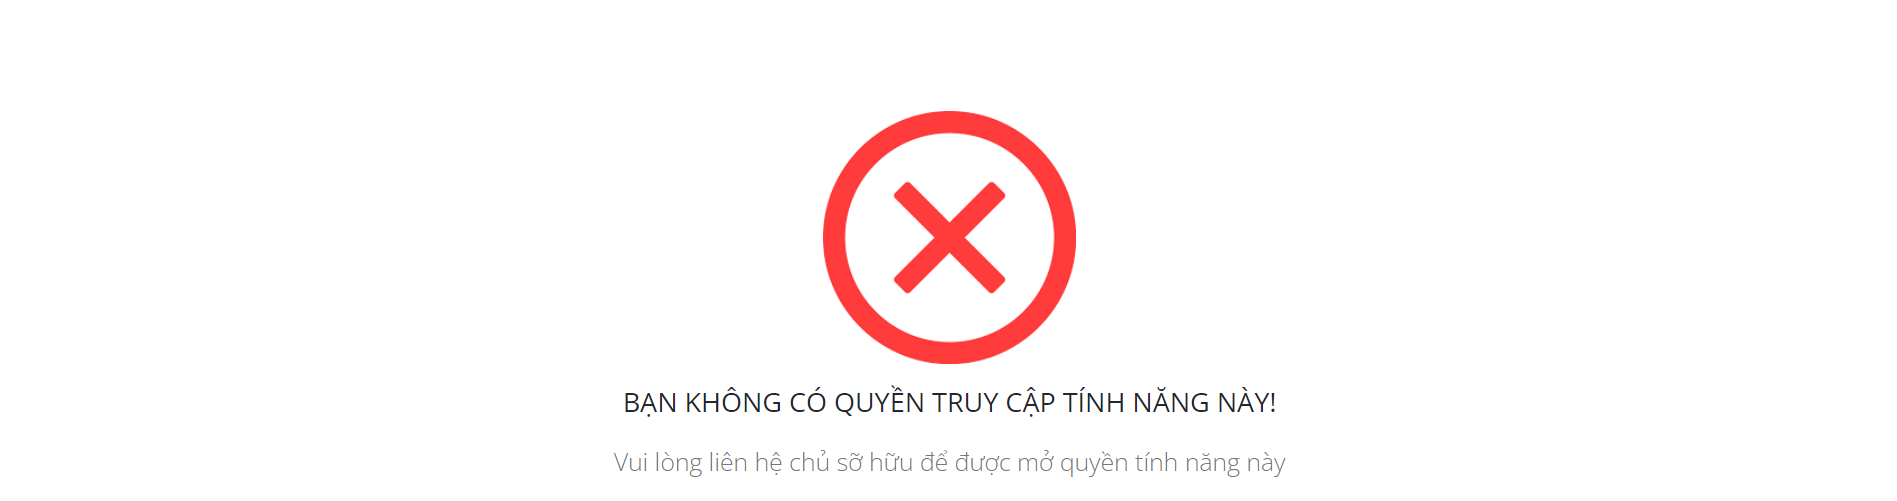 BẠN KHÔNG CÓ QUYỀN TRUY CẬP TÍNH NĂNG NÀY!
Vui lòng liên hệ chủ sỡ hữu để được mở quyền tính năng này